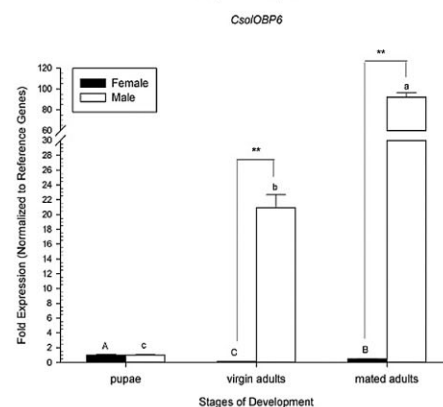 CsolOBP6
Fold Expression (Normalized to Reference Genes)
120
100
80
60
30
28
26
24
22
20
18
16
14
12
10
8
6
4
2
0
Female
Male
A
c
C
**
b
B
**
a
pupae
virgin adults
mated adults
Stages of Development